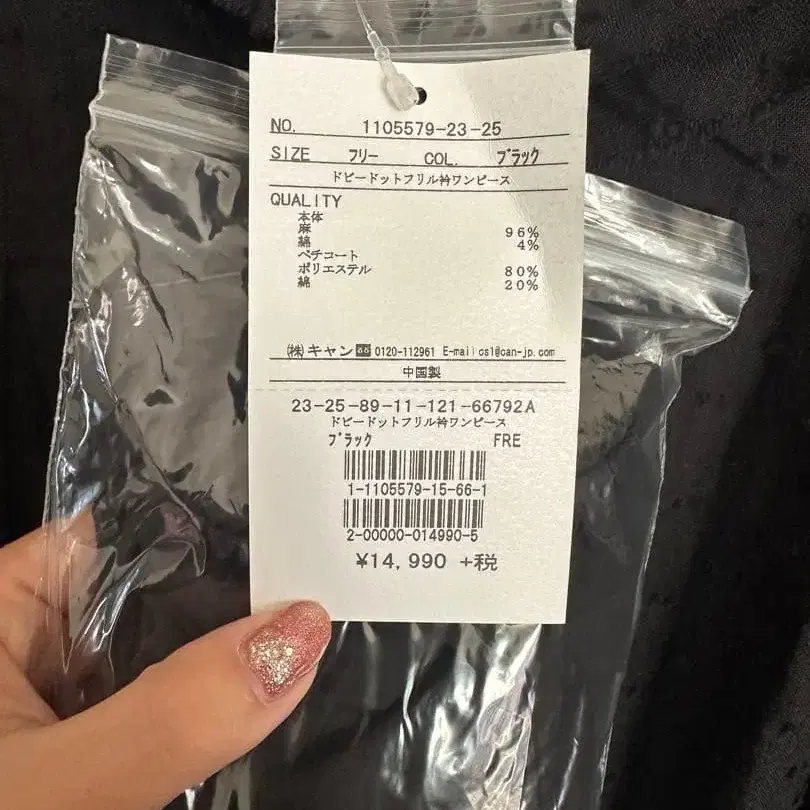 NO. 1105579-23-25
SIZE フリー COL. ブラック
ドビードットフリル衿ワンピース
QUALITY
本体
麻 96%
綿 4%
ペチコート
ポリエステル 80%
綿 20%
㈱キャン 0120-112961 E-mail cs1@can-jp.com
中国製
23-25-89-11-121-66792A
ドビードットフリル衿ワンピース
ブラック FRE
1-1105579-15-66-1
2-00000-014990-5
¥14,990 +税